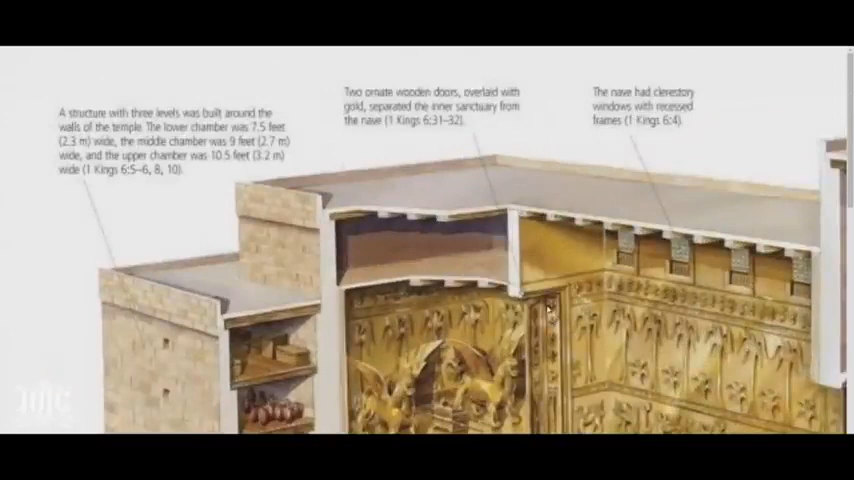 A structure with three levels was built around the
walls of the temple. The lower chamber was 7.5 feet
(2.3 m) wide, the middle chamber was 9 feet (2.7 m)
wide, and the upper chamber was 10.5 feet (3.2 m)
wide (1 Kings 6:5–6, 8, 10).
Two ornate wooden doors, overlaid with
gold, separated the inner sanctuary from
the nave (1 Kings 6:31–32).
The nave had clerestory
windows with recessed
frames (1 Kings 6:4).